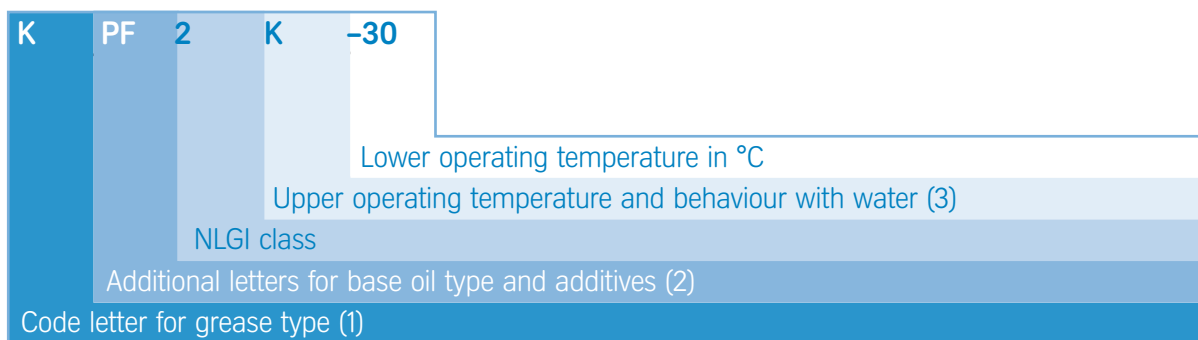 K PF 2 K –30
Lower operating temperature in °C
Upper operating temperature and behaviour with water (3)
NLGI class
Additional letters for base oil type and additives (2)
Code letter for grease type (1)